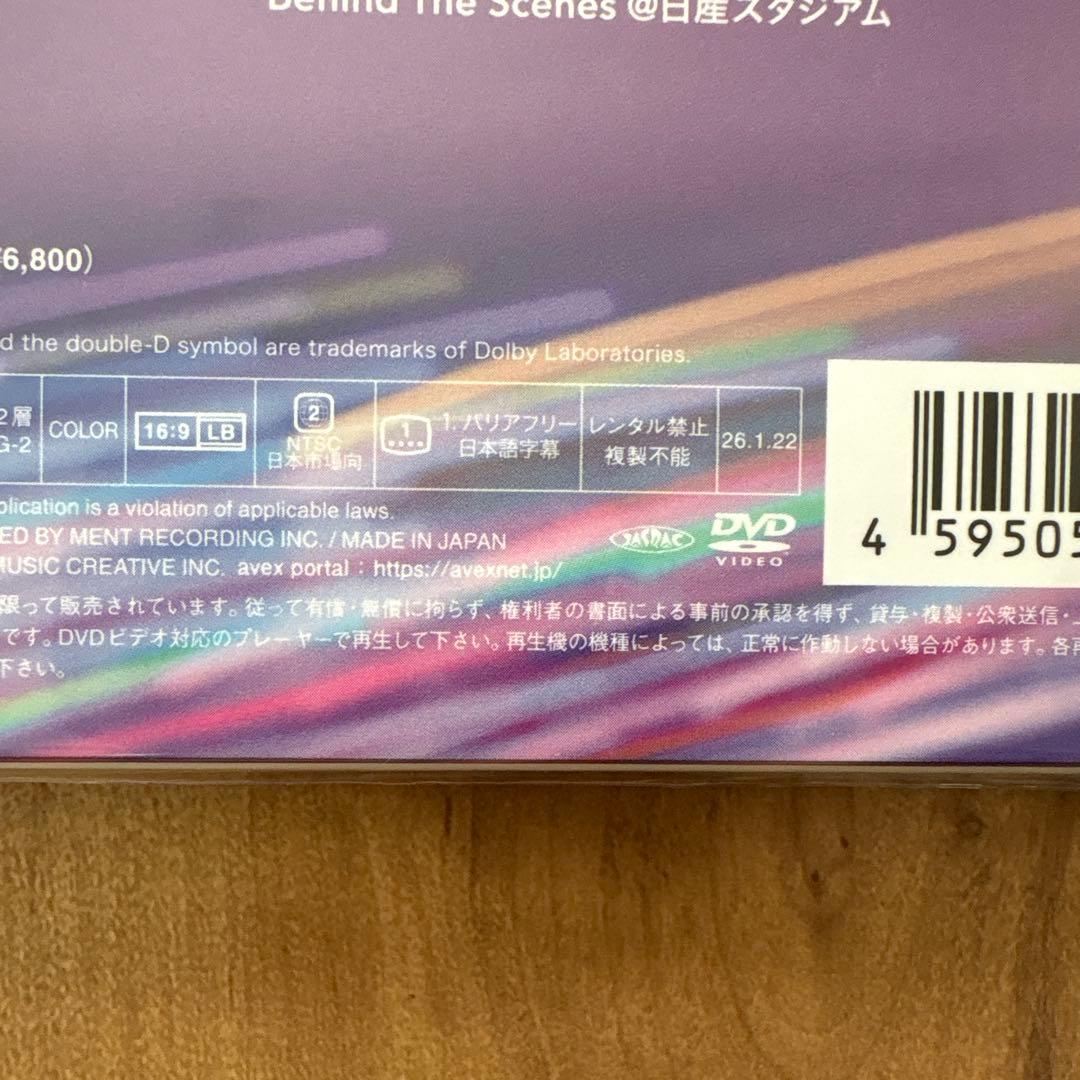 Behind The Scenes @日産スタジアム
¥6,800)
d the double-D symbol are trademarks of Dolby Laboratories.
2層
G-2
COLOR
16:9 LB
2
NTSC
日本市場向
1
1. バリアフリー
日本語字幕
レンタル禁止
複製不能
26.1.22
plication is a violation of applicable laws.
ED BY MENT RECORDING INC. / MADE IN JAPAN
MUSIC CREATIVE INC. avex portal : https://avexnet.jp/
JASRAC
DVD
VIDEO
4 59505
限って販売されています。従って有償・無償に拘らず、権利者の書面による事前の承認を得ず、貸与・複製・公衆送信・上
です。DVDビデオ対応のプレーヤーで再生して下さい。再生機の機種によっては、正常に作動しない場合があります。各再
下さい。